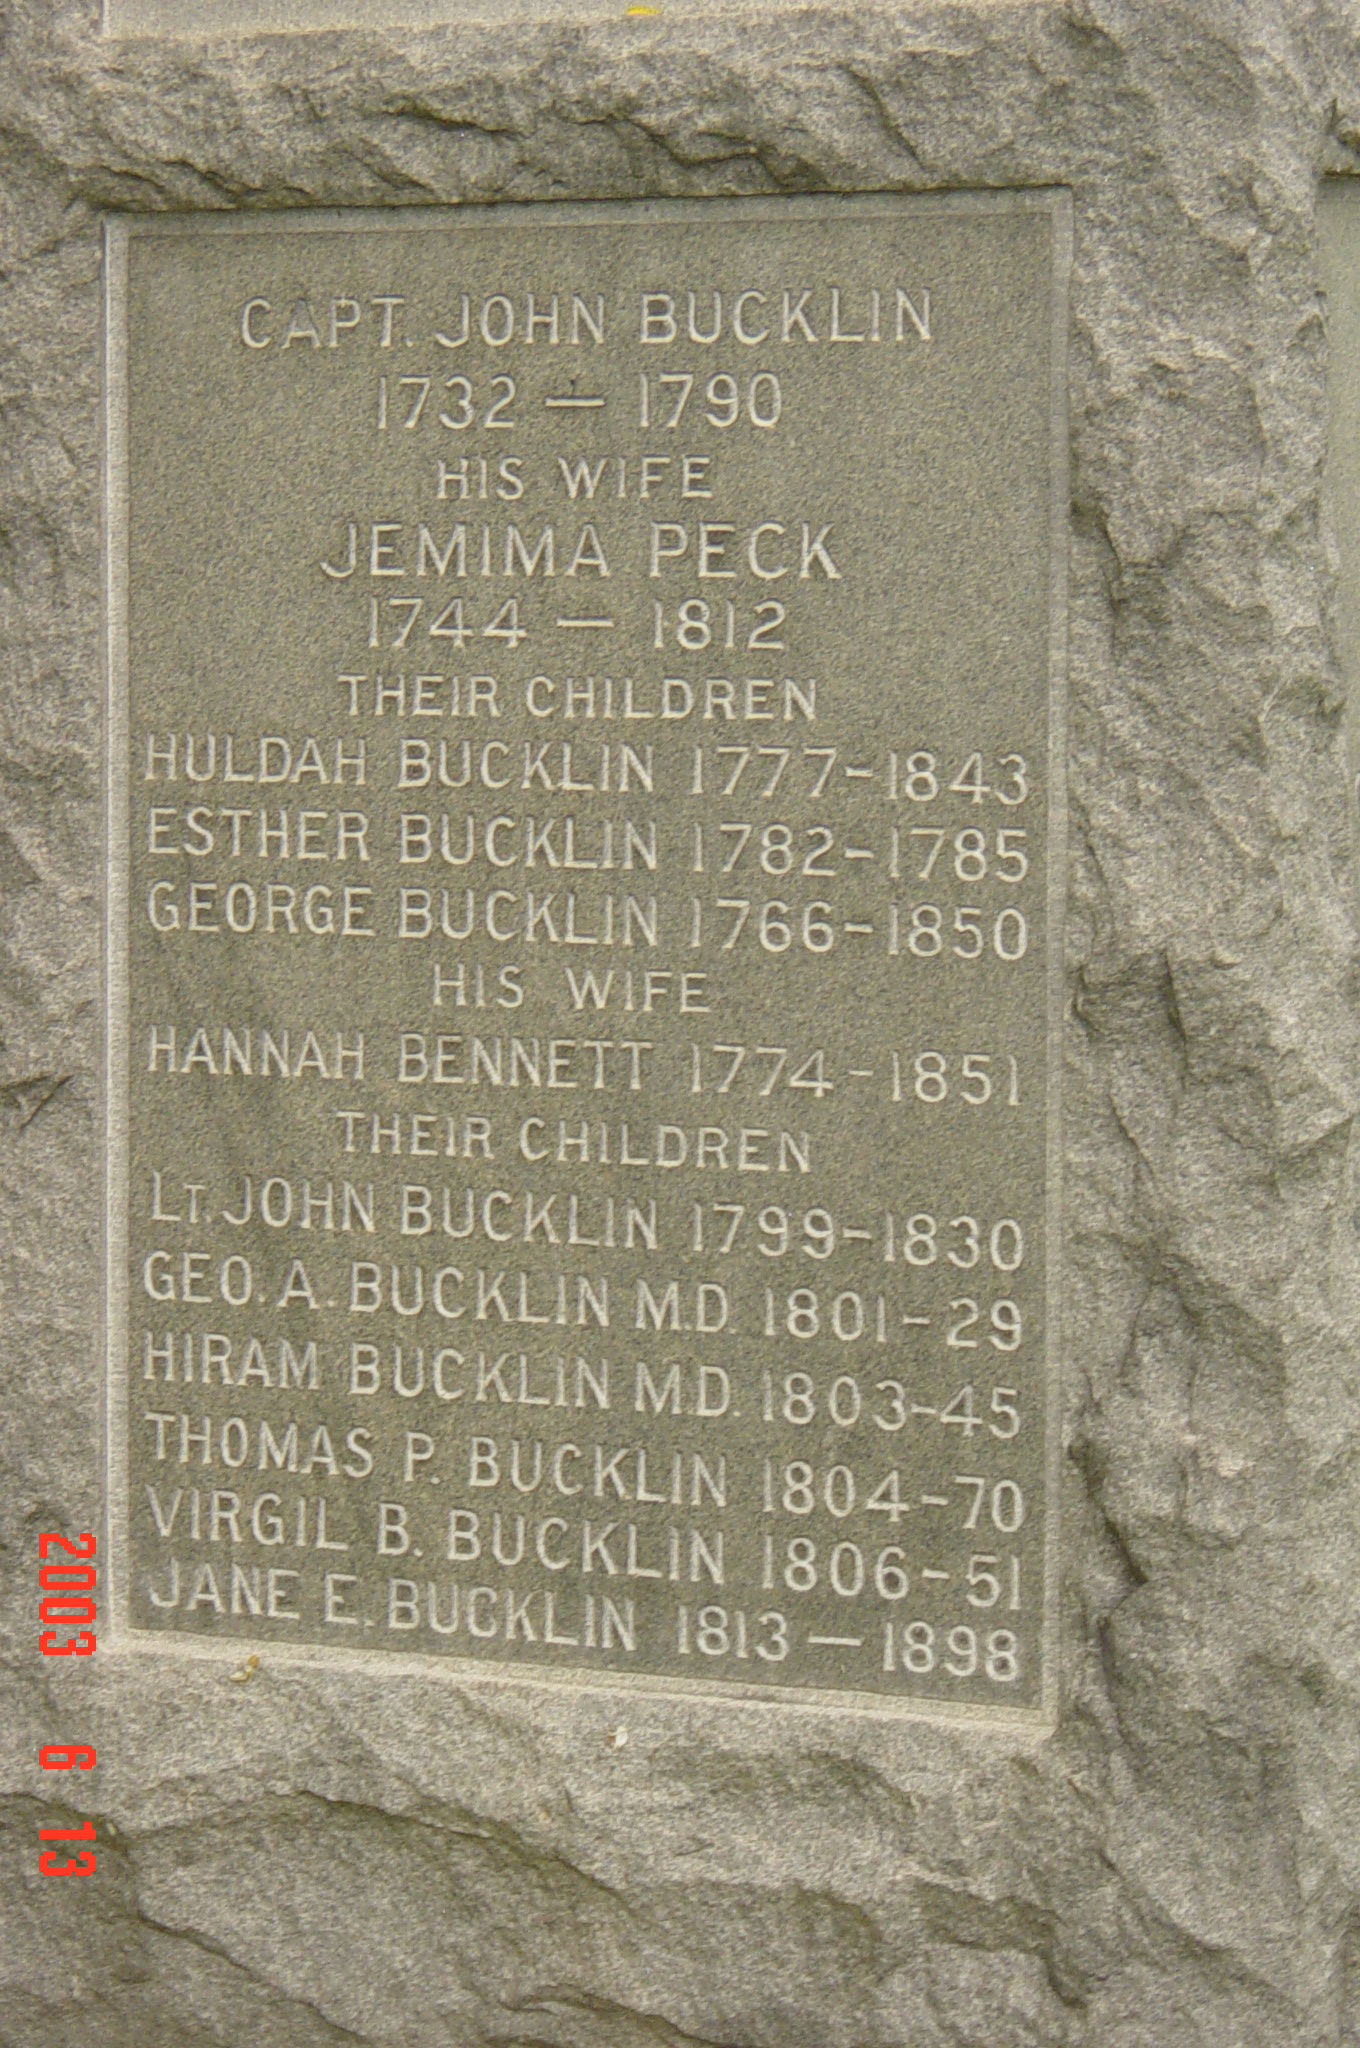 CAPT. JOHN BUCKLIN
1732 — 1790
HIS WIFE
JEMIMA PECK
1744 — 1812
THEIR CHILDREN
HULDAH BUCKLIN 1777-1843
ESTHER BUCKLIN 1782-1785
GEORGE BUCKLIN 1766-1850
HIS WIFE
HANNAH BENNETT 1774-1851
THEIR CHILDREN
LT. JOHN BUCKLIN 1799-1830
GEO. A. BUCKLIN M.D. 1801-29
HIRAM BUCKLIN M.D. 1803-45
THOMAS P. BUCKLIN 1804-70
VIRGIL B. BUCKLIN 1806-51
JANE E. BUCKLIN 1813 — 1898
2003 6 13